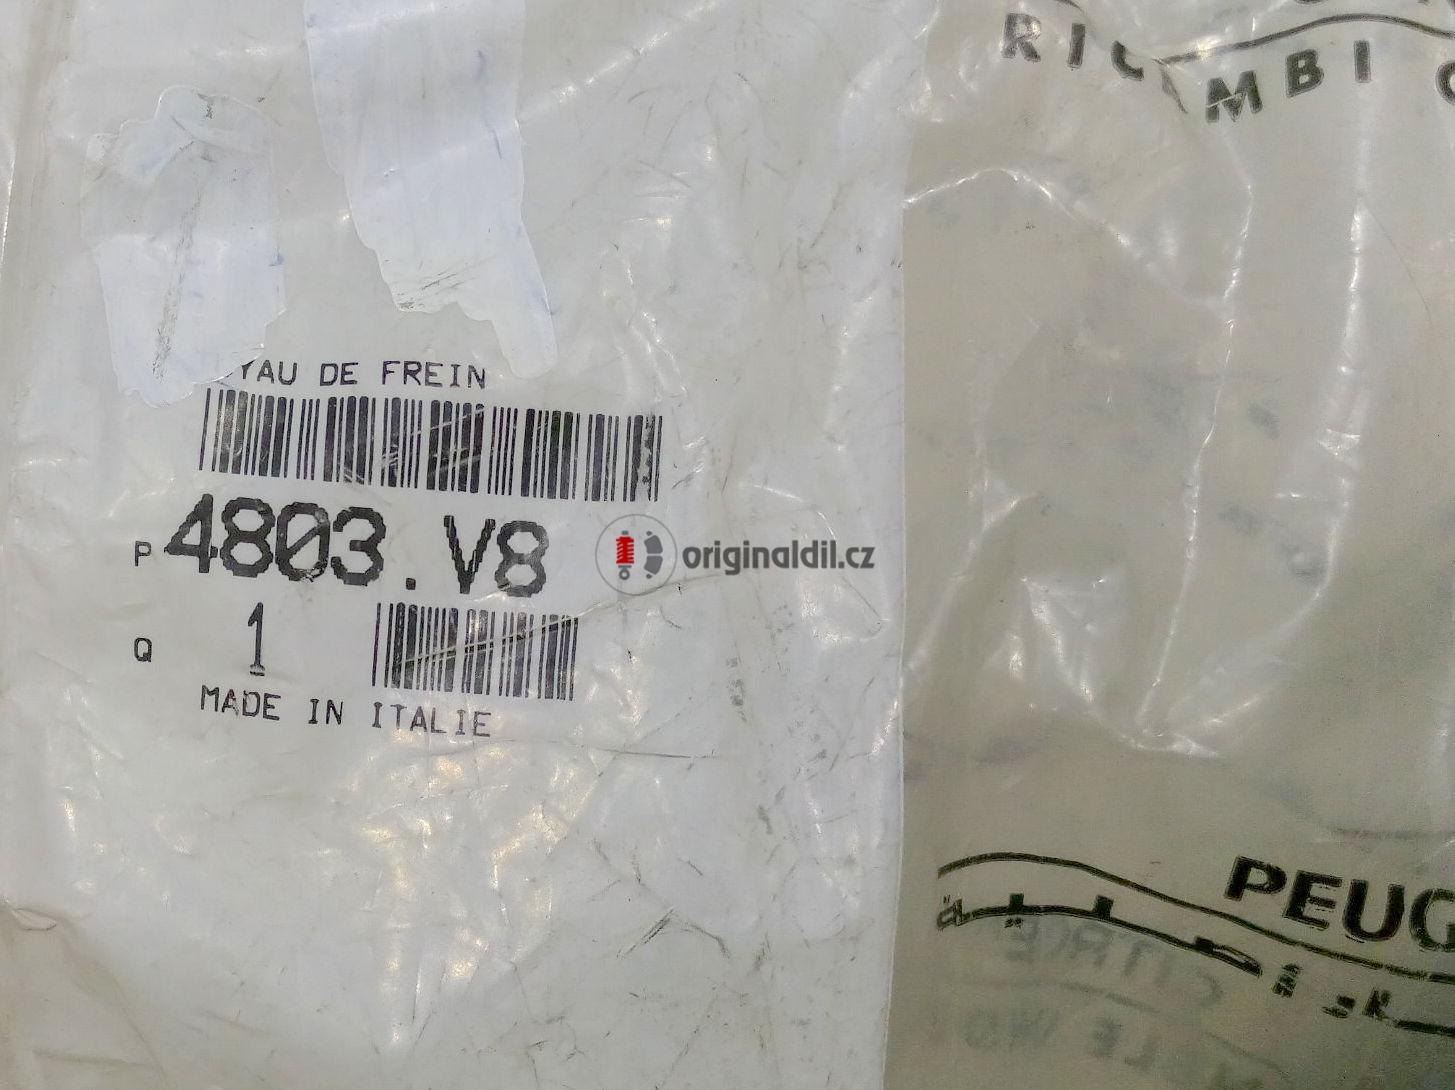 RICAMBI
YAU DE FREIN
P 4803.V8
originaldil.cz
Q 1
MADE IN ITALIE
PEUG